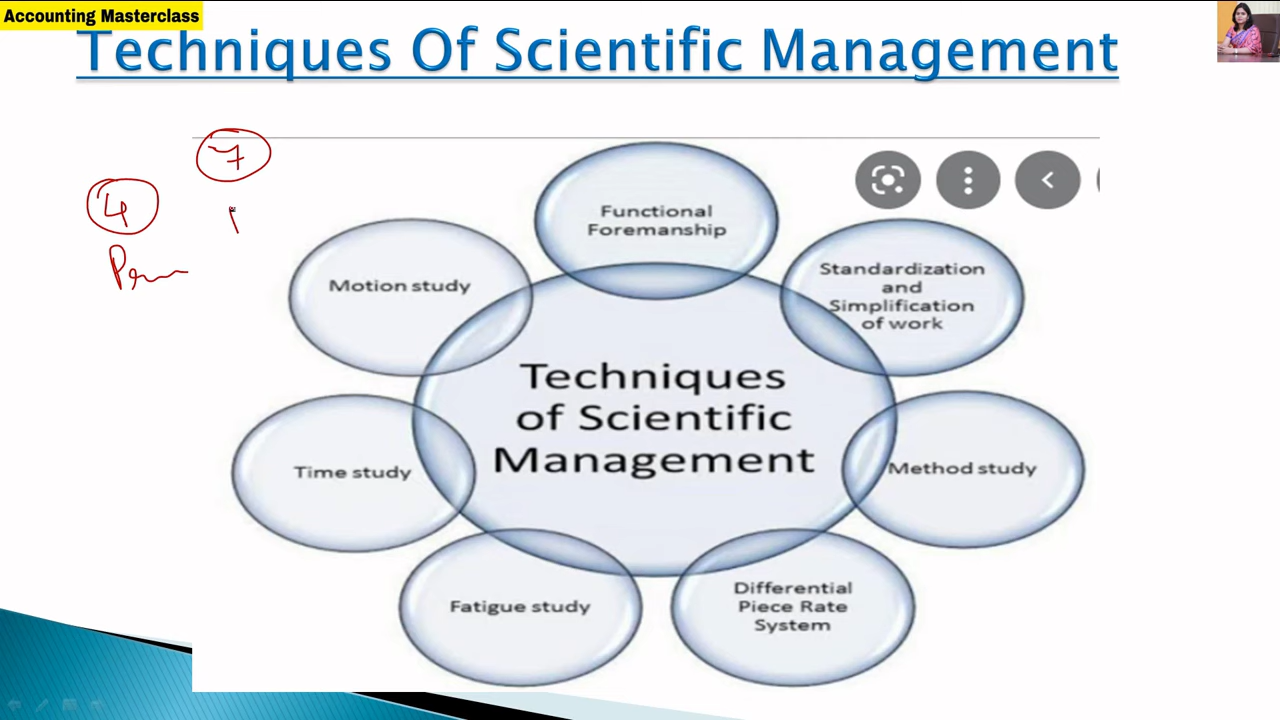 Accounting Masterclass
Techniques Of Scientific Management
7
4
Functional
Foremanship
Standardization
and
Simplification
of work
Motion study
Techniques
of Scientific
Management
Time study
Method study
Fatigue study
Differential
Piece Rate
System